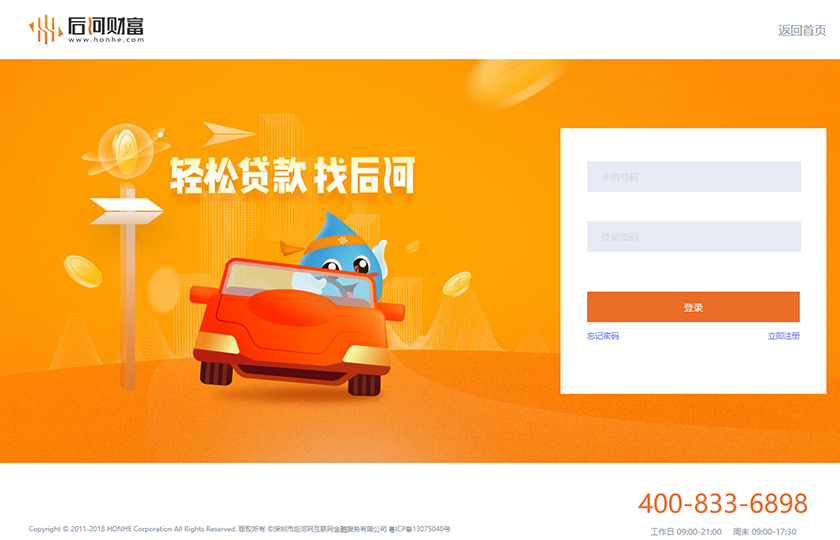 后河财富
www.honhe.com
返回首页
轻松贷款 找后河
手机号码
登录密码
登录
忘记密码 立即注册
400-833-6898
Copyright © 2011-2018 HONHE Corporation All Rights Reserved. 版权所有 ©深圳市后河网互联网金融服务有限公司 粤ICP备13075040号
工作日 09:00-21:00 周末 09:00-17:30